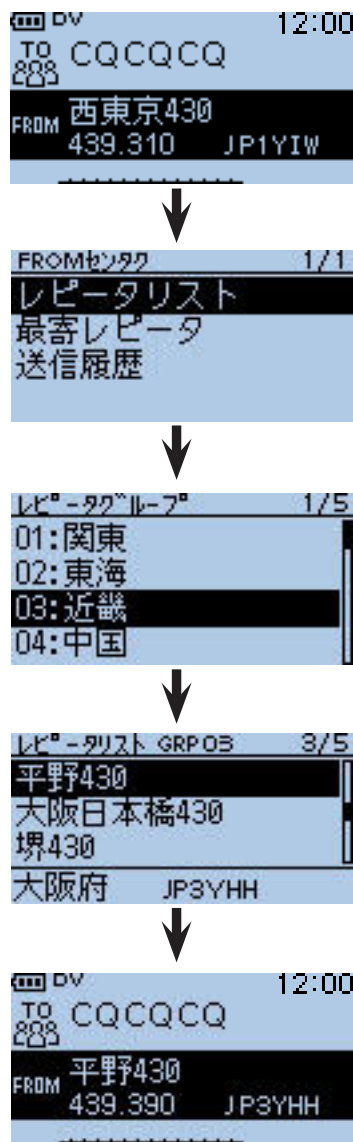 DV 12:00
TO CQCQCQ
FROM 西東京430
439.310 JP1YIW
FROMセンタク 1/1
レピータリスト
最寄レピータ
送信履歴
レピータグループ 1/5
01:関東
02:東海
03:近畿
04:中国
レピータリスト GRP03 3/5
平野430
大阪日本橋430
堺430
大阪府 JP3YHH
DV 12:00
TO CQCQCQ
FROM 平野430
439.390 JP3YHH